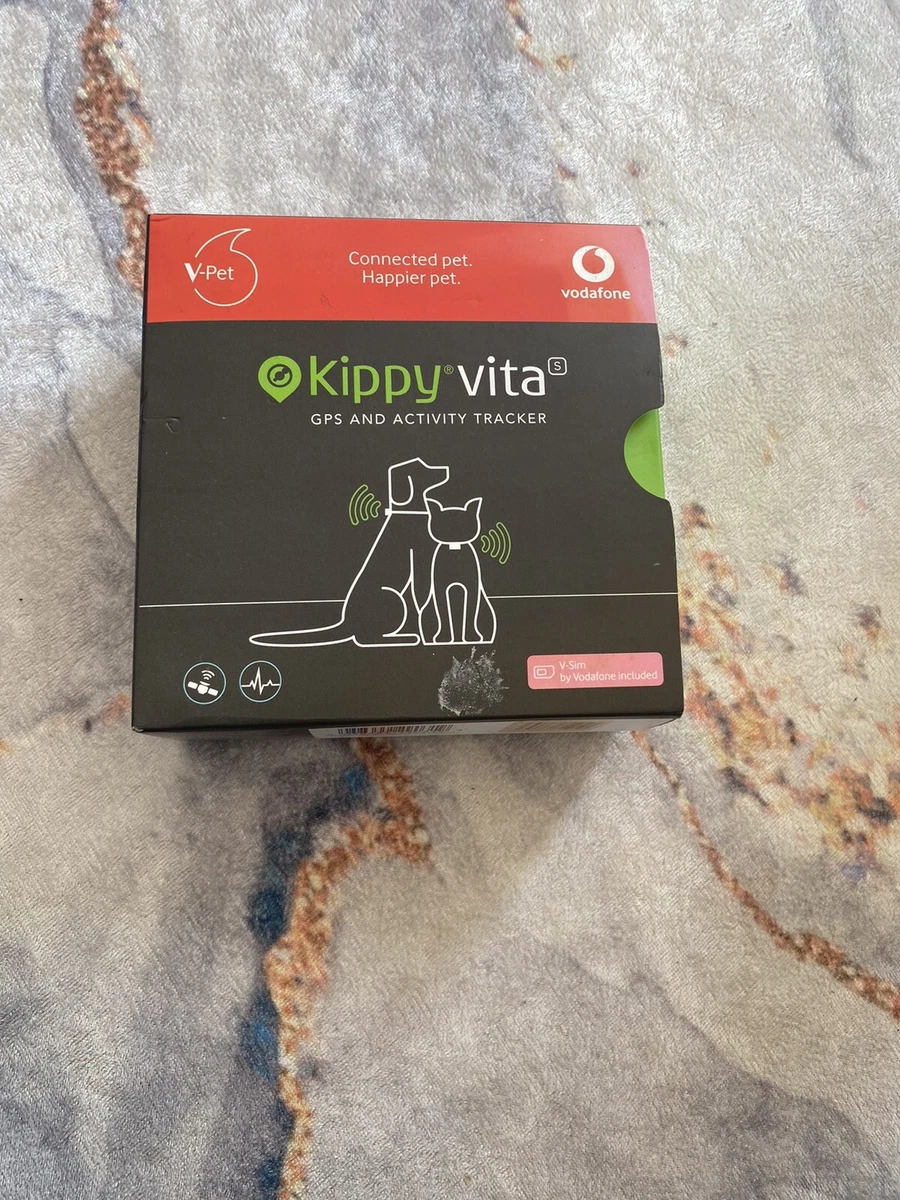 V-Pet
Connected pet.
Happier pet.
vodafone
Kippy® vita S
GPS AND ACTIVITY TRACKER
V-Sim
by Vodafone included